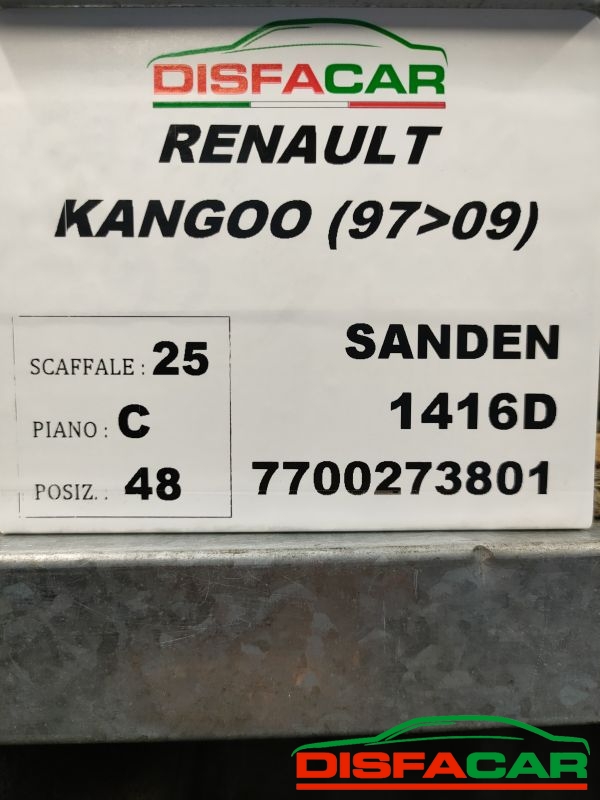 DISFACAR
RENAULT
KANGOO (97>09)
SCAFFALE : 25
PIANO : C
POSIZ. : 48
SANDEN
1416D
7700273801
DISFACAR